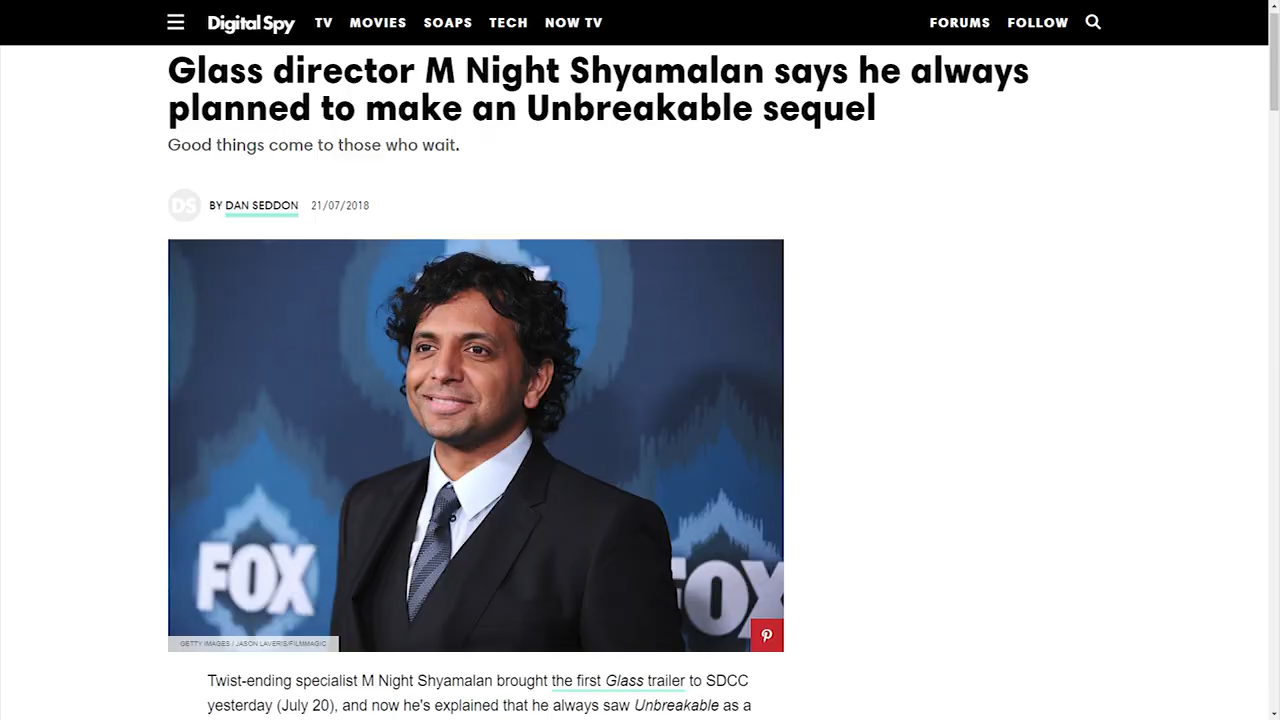 Digital Spy TV MOVIES SOAPS TECH NOW TV FORUMS FOLLOW
Glass director M Night Shyamalan says he always
planned to make an Unbreakable sequel
Good things come to those who wait.
DS BY DAN SEDDON 21/07/2018
FOX
FOX
GETTY IMAGES / JASON LAVERIS/FILMMAGIC
Twist-ending specialist M Night Shyamalan brought the first Glass trailer to SDCC
yesterday (July 20), and now he's explained that he always saw Unbreakable as a